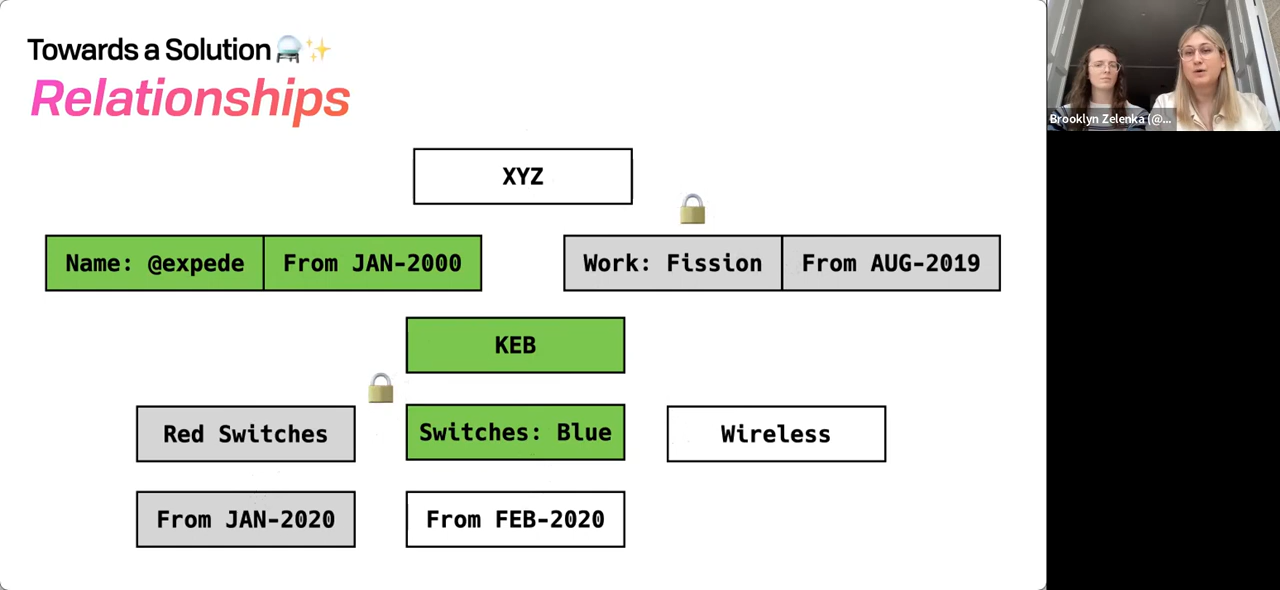 Towards a Solution 🔮✨
Relationships
XYZ
Name: @expede From JAN-2000 Work: Fission From AUG-2019
KEB
Red Switches Switches: Blue Wireless
From JAN-2020 From FEB-2020
Brooklyn Zelenka (@...